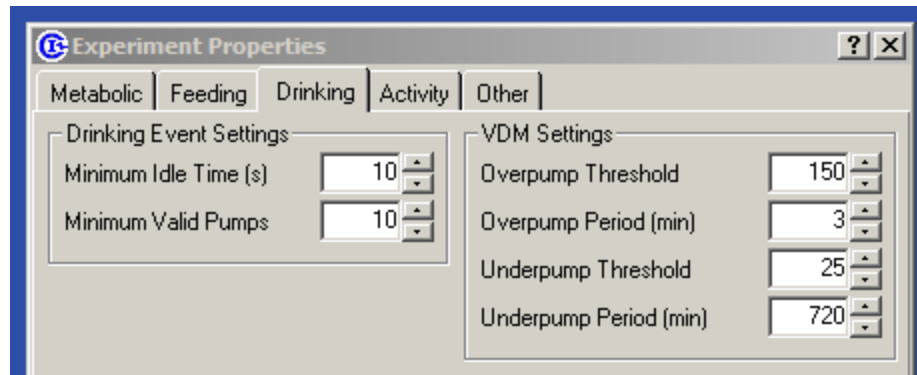 Experiment Properties
Metabolic Feeding Drinking Activity Other
Drinking Event Settings
Minimum Idle Time (s) 10
Minimum Valid Pumps 10
VDM Settings
Overpump Threshold 150
Overpump Period (min) 3
Underpump Threshold 25
Underpump Period (min) 720